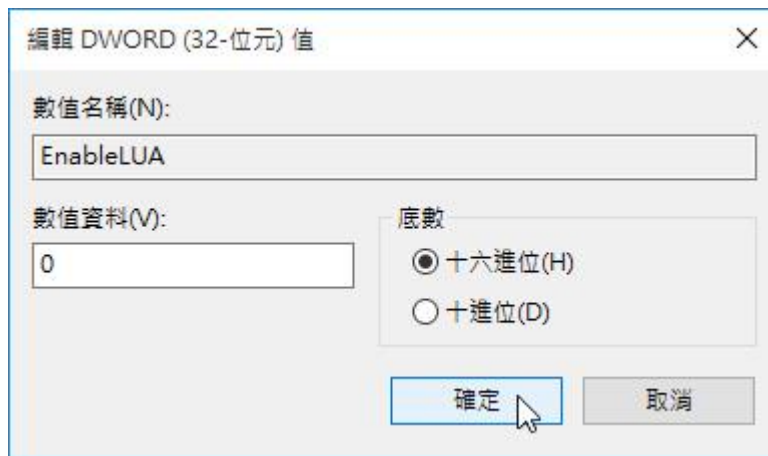 編輯 DWORD (32-位元) 值
數值名稱(N):
EnableLUA
數值資料(V):
0
底數
十六進位(H)
十進位(D)
確定
取消